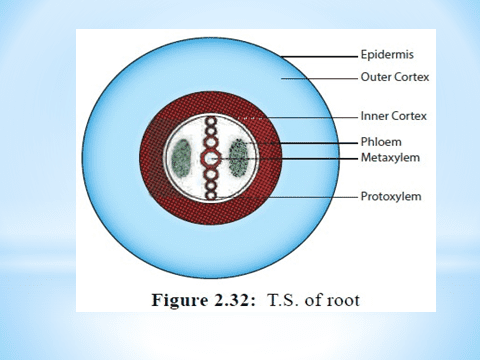 Epidermis
Outer Cortex
Inner Cortex
Phloem
Metaxylem
Protoxylem
Figure 2.32: T.S. of root